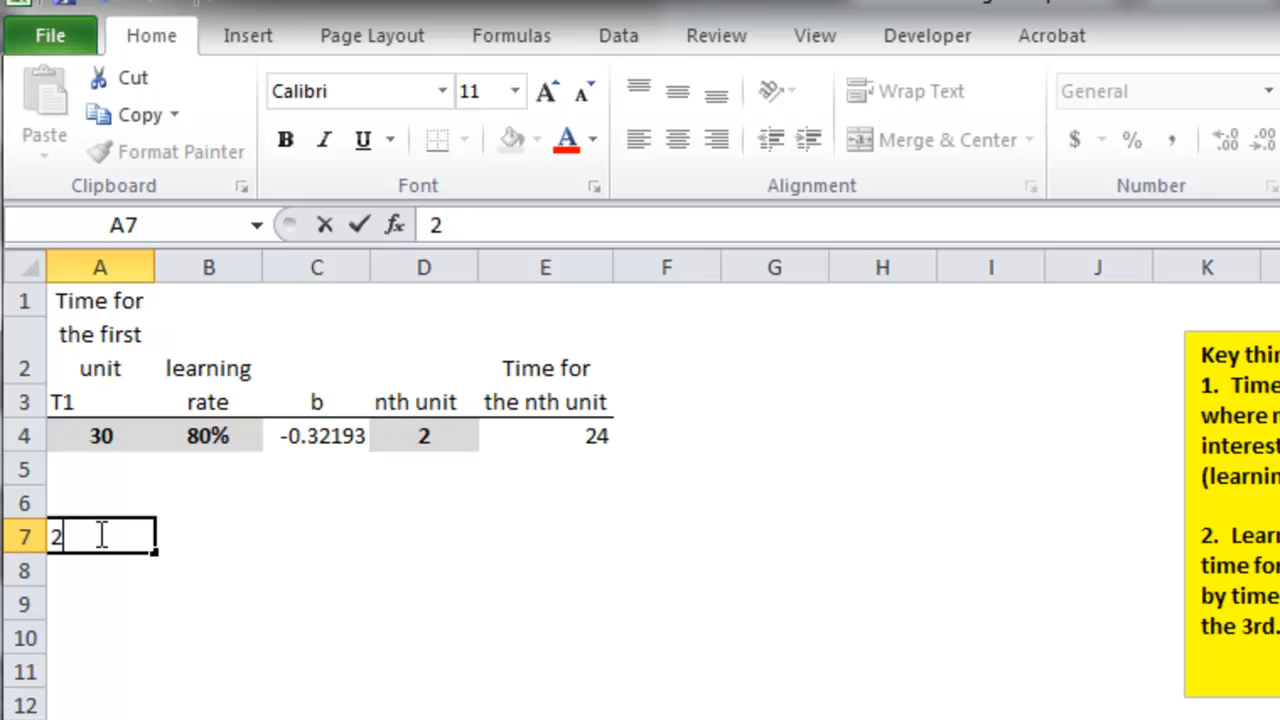 File Home Insert Page Layout Formulas Data Review View Developer Acrobat
Cut
Copy
Format Painter
Paste
Calibri 11
B I U A
Wrap Text
Merge & Center
General
$ % ,
Clipboard Font Alignment Number
A7 fx 2
A B C D E F G H I J K
1 Time for
the first
2 unit learning Time for
3 T1 rate b nth unit the nth unit
4 30 80% -0.32193 2 24
5
6
7 2
8
9
10
11
12
Key thin
1. Time
where n
interest
(learnin
2. Learn
time for
by time
the 3rd.